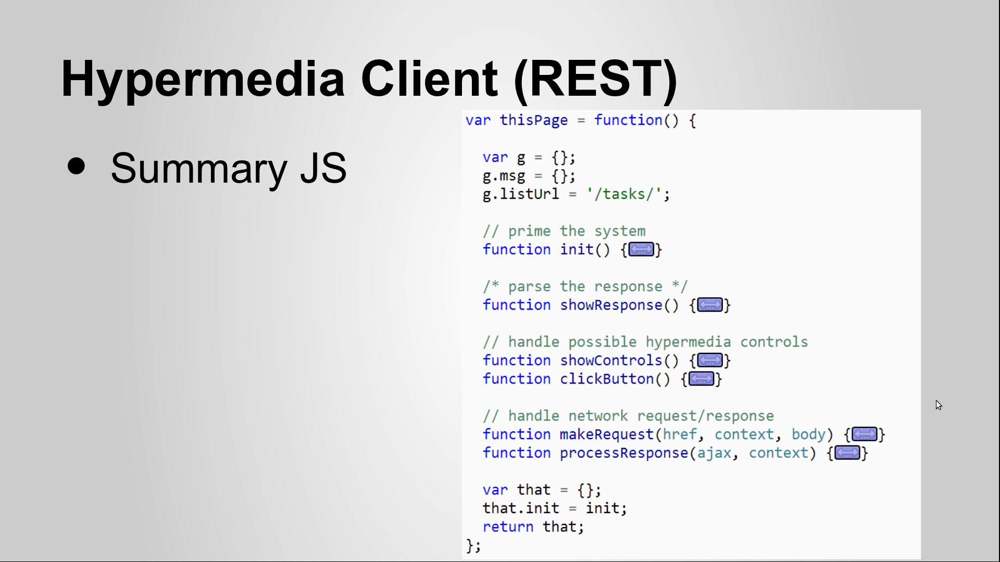 Hypermedia Client (REST)
● Summary JS
var thisPage = function() {
var g = {};
g.msg = {};
g.listUrl = '/tasks/';
// prime the system
function init() {...}
/* parse the response */
function showResponse() {...}
// handle possible hypermedia controls
function showControls() {...}
function clickButton() {...}
// handle network request/response
function makeRequest(href, context, body) {...}
function processResponse(ajax, context) {...}
var that = {};
that.init = init;
return that;
};